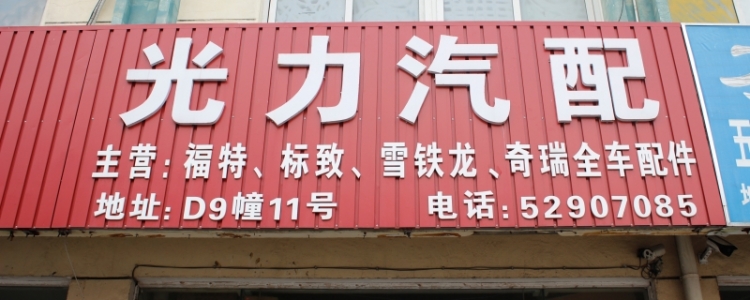 光力汽配
主营：福特、标致、雪铁龙、奇瑞全车配件
地址：D9幢11号 电话：52907085